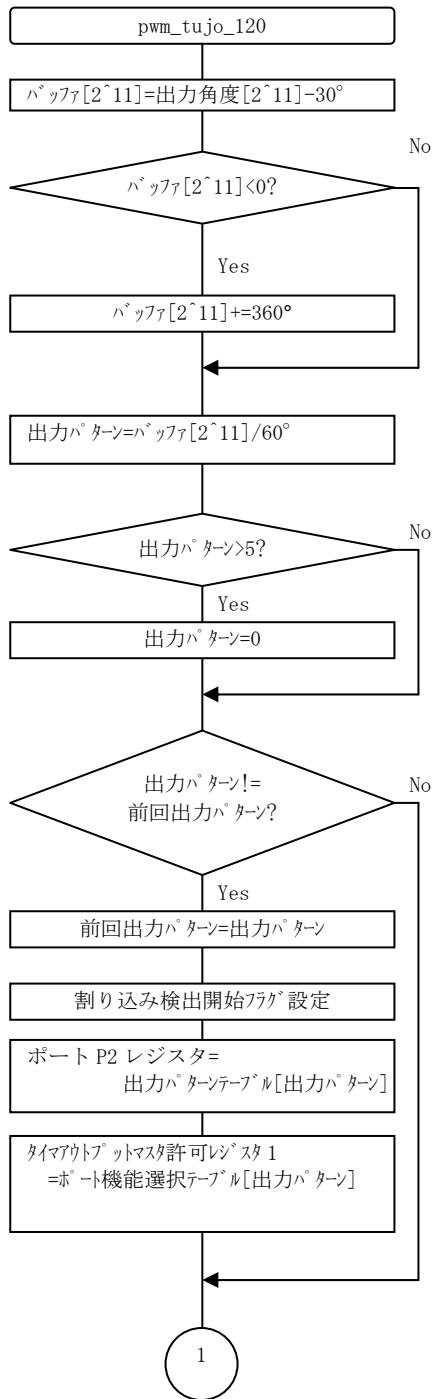 pwm_tujo_120
ﾊﾞｯﾌｧ[2^11]=出力角度[2^11]-30°
No
ﾊﾞｯﾌｧ[2^11]<0?
Yes
ﾊﾞｯﾌｧ[2^11]+=360°
出力ﾊﾟﾀｰﾝ=ﾊﾞｯﾌｧ[2^11]/60°
No
出力ﾊﾟﾀｰﾝ>5?
Yes
出力ﾊﾟﾀｰﾝ=0
出力ﾊﾟﾀｰﾝ!=
前回出力ﾊﾟﾀｰﾝ?
No
Yes
前回出力ﾊﾟﾀｰﾝ=出力ﾊﾟﾀｰﾝ
割り込み検出開始ﾌﾗｸﾞ設定
ポート P2 レジスタ=
出力ﾊﾟﾀｰﾝﾃｰﾌﾞﾙ[出力ﾊﾟﾀｰﾝ]
ﾀｲﾏｱｳﾄﾌﾟｯﾄﾏｽﾀ許可ﾚｼﾞｽﾀ 1
=ﾎﾟｰﾄ機能選択ﾃｰﾌﾞﾙ[出力ﾊﾟﾀｰﾝ]
1